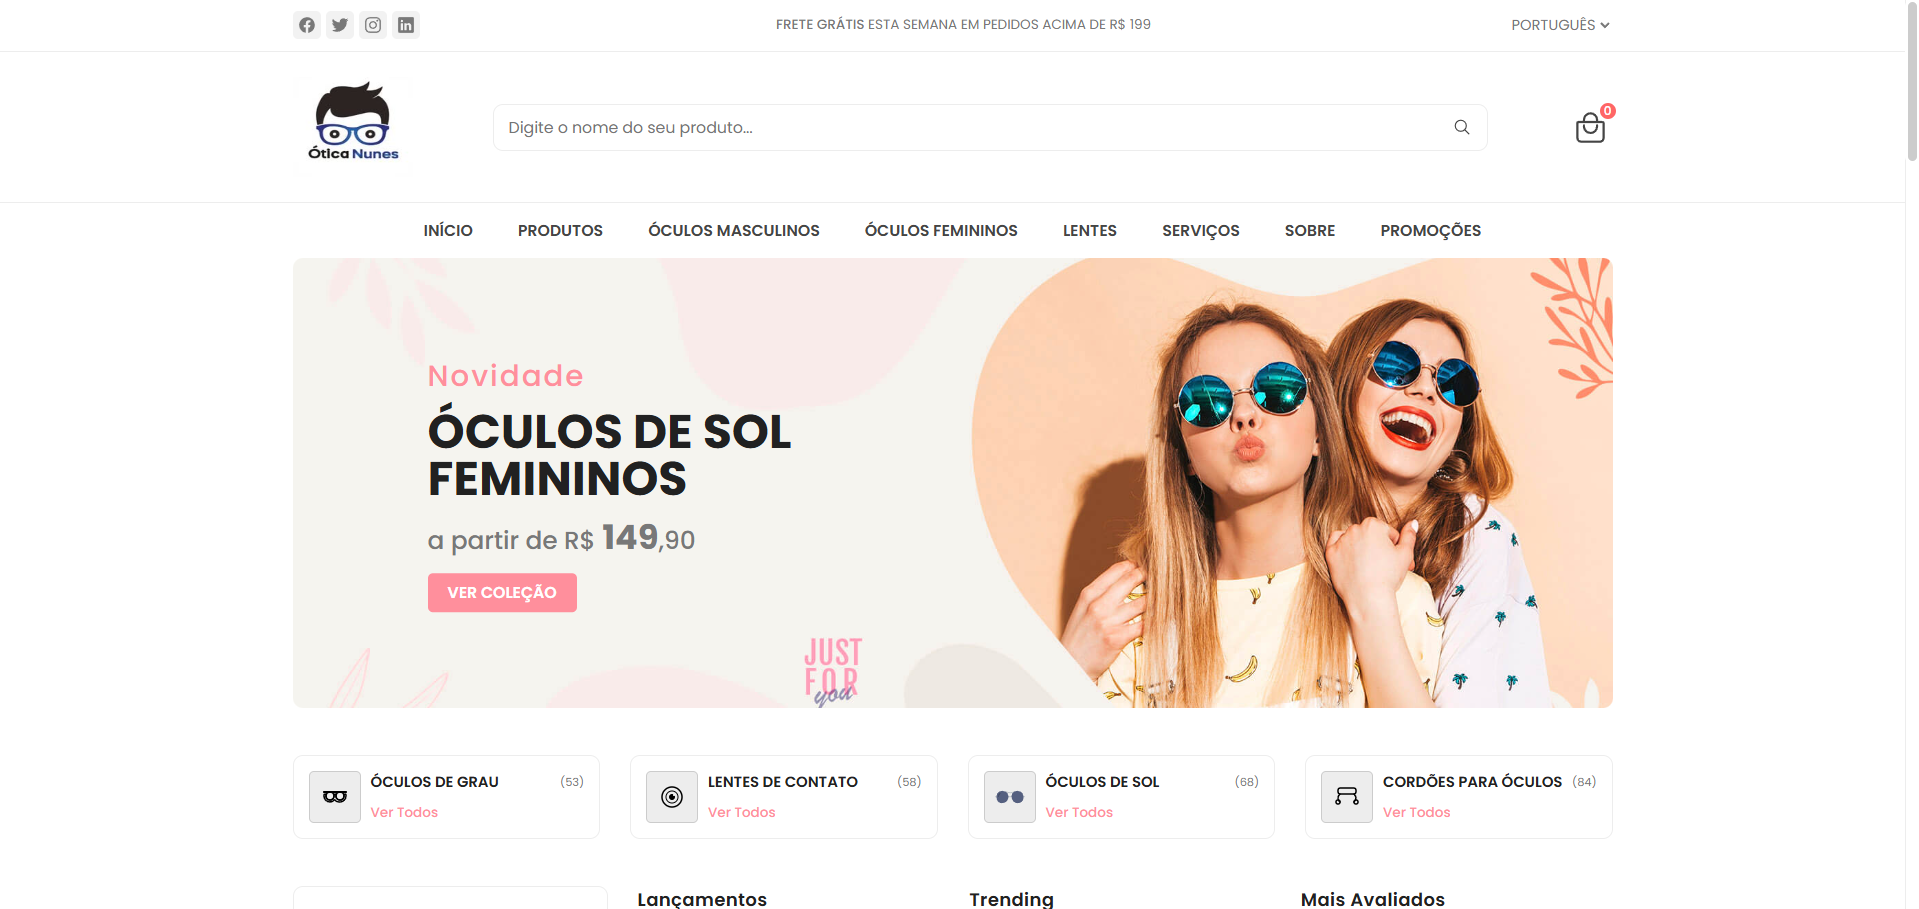 FRETE GRÁTIS ESTA SEMANA EM PEDIDOS ACIMA DE R$ 199
PORTUGUÊS
Ótica Nunes
Digite o nome do seu produto...
0
INÍCIO
PRODUTOS
ÓCULOS MASCULINOS
ÓCULOS FEMININOS
LENTES
SERVIÇOS
SOBRE
PROMOÇÕES
Novidade
ÓCULOS DE SOL
FEMININOS
a partir de R$ 149,90
VER COLEÇÃO
JUST
FOR
you
ÓCULOS DE GRAU (53)
Ver Todos
LENTES DE CONTATO (58)
Ver Todos
ÓCULOS DE SOL (68)
Ver Todos
CORDÕES PARA ÓCULOS (84)
Ver Todos
Lançamentos
Trending
Mais Avaliados